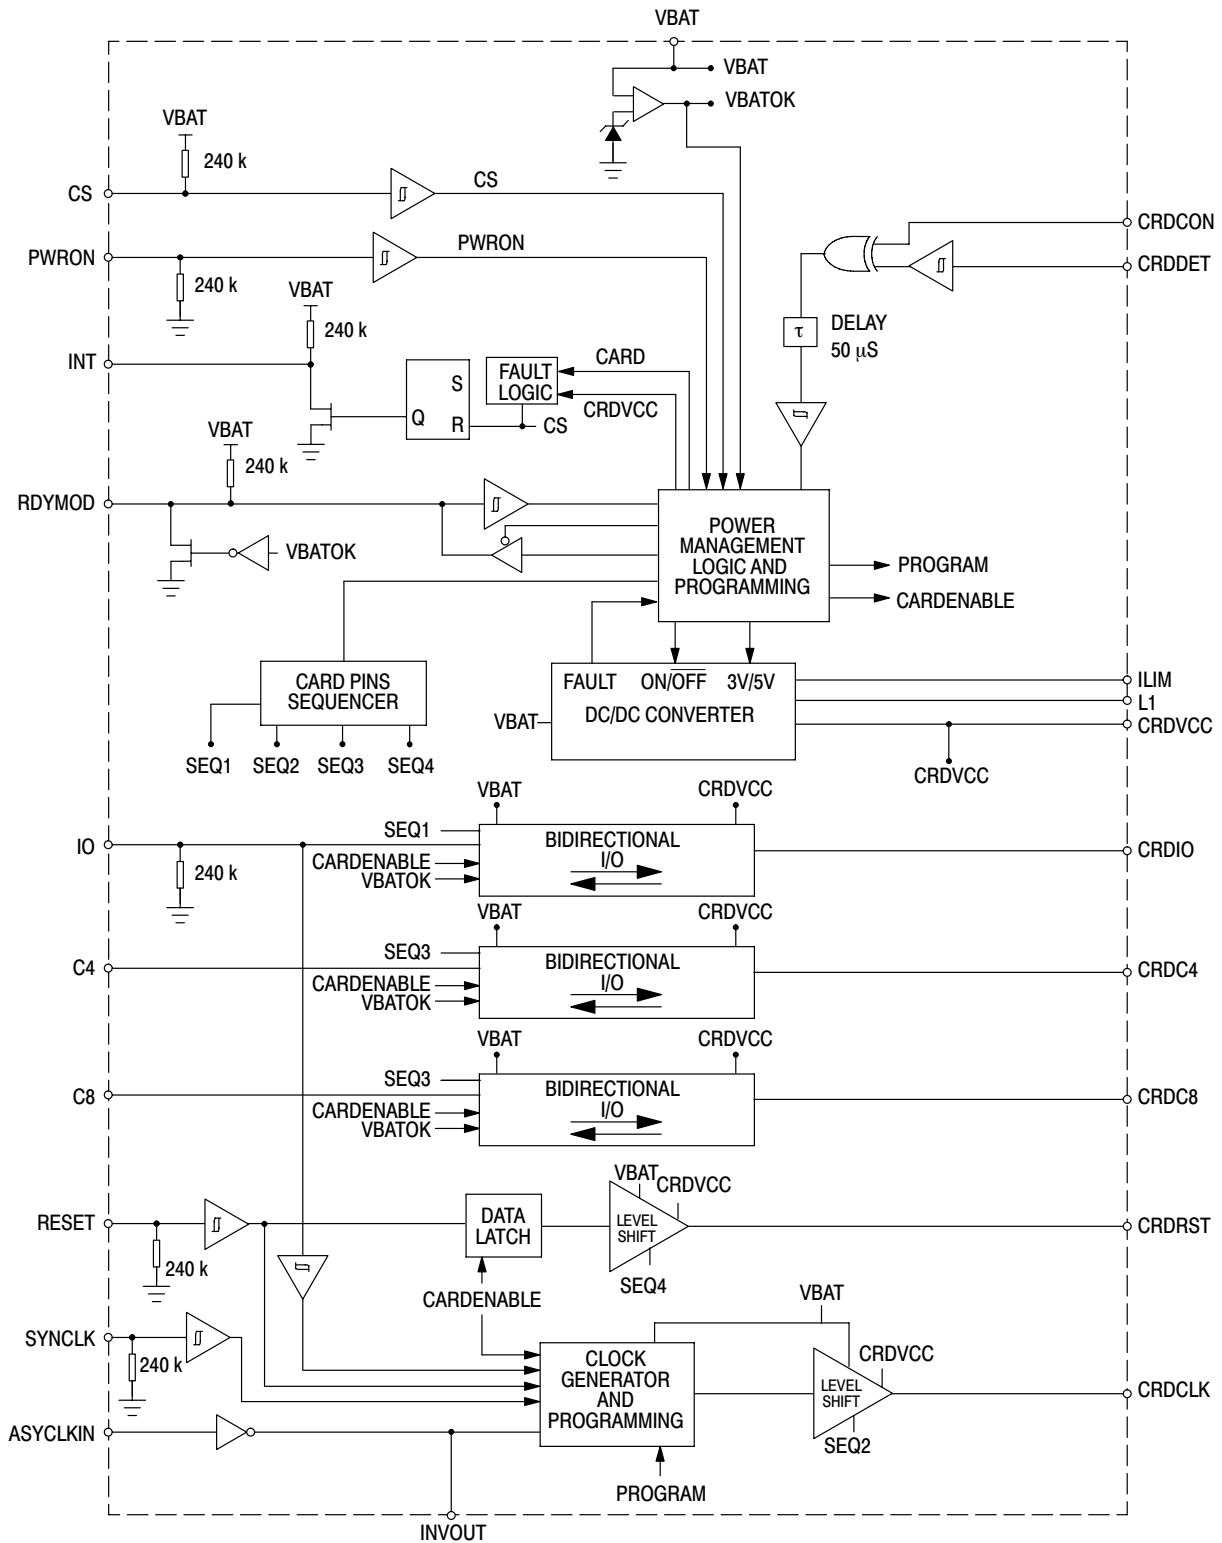 VBAT
VBAT
VBATOK
VBAT
240 k
CS
CS
CRDCON
PWRON
PWRON
CRDDET
240 k
VBAT
240 k
τ
DELAY
50 μS
INT
CARD
FAULT
LOGIC
S
CRDVCC
Q
R
CS
VBAT
240 k
RDYMOD
POWER
MANAGEMENT
LOGIC AND
PROGRAMMING
VBATOK
PROGRAM
CARDENABLE
CARD PINS
SEQUENCER
FAULT
ON/OFF
3V/5V
ILIM
L1
DC/DC CONVERTER
VBAT
CRDVCC
SEQ1
SEQ2
SEQ3
SEQ4
CRDVCC
VBAT
CRDVCC
SEQ1
BIDIRECTIONAL
I/O
IO
CRDIO
CARDENABLE
VBATOK
240 k
VBAT
CRDVCC
SEQ3
BIDIRECTIONAL
I/O
C4
CRDC4
CARDENABLE
VBATOK
VBAT
CRDVCC
SEQ3
BIDIRECTIONAL
I/O
C8
CRDC8
CARDENABLE
VBATOK
VBAT
CRDVCC
RESET
DATA
LATCH
LEVEL
SHIFT
CRDRST
240 k
SEQ4
CARDENABLE
VBAT
SYNCLK
240 k
CLOCK
GENERATOR
AND
PROGRAMMING
CRDVCC
LEVEL
SHIFT
CRDCLK
ASYCLKIN
SEQ2
PROGRAM
INVOUT